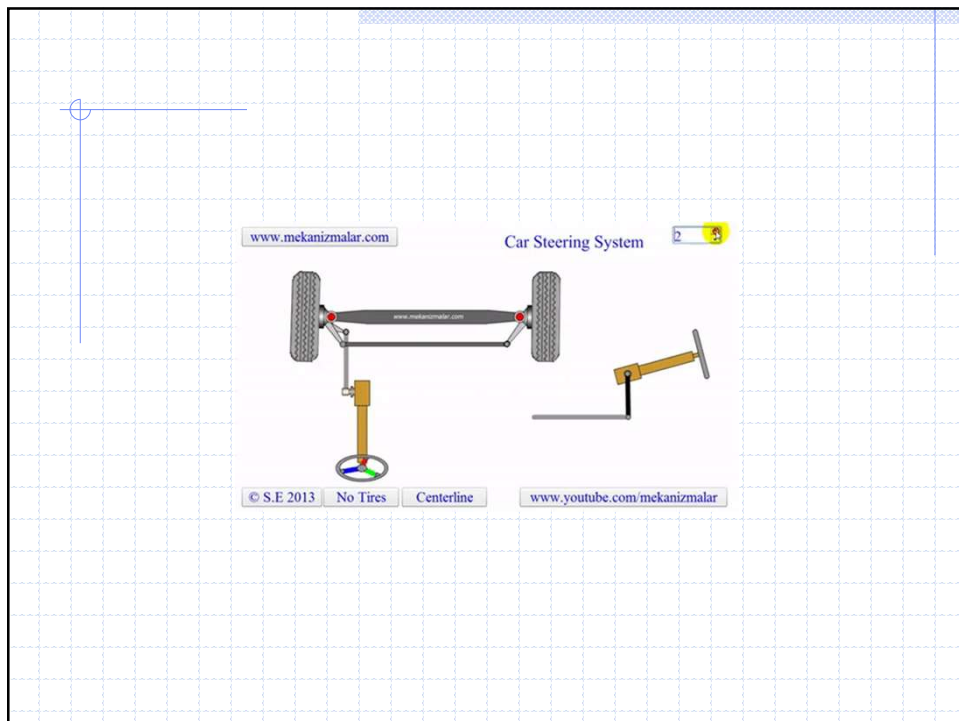 www.mekanizmalar.com
Car Steering System
2
www.mekanizmalar.com
© S.E 2013
No Tires
Centerline
www.youtube.com/mekanizmalar